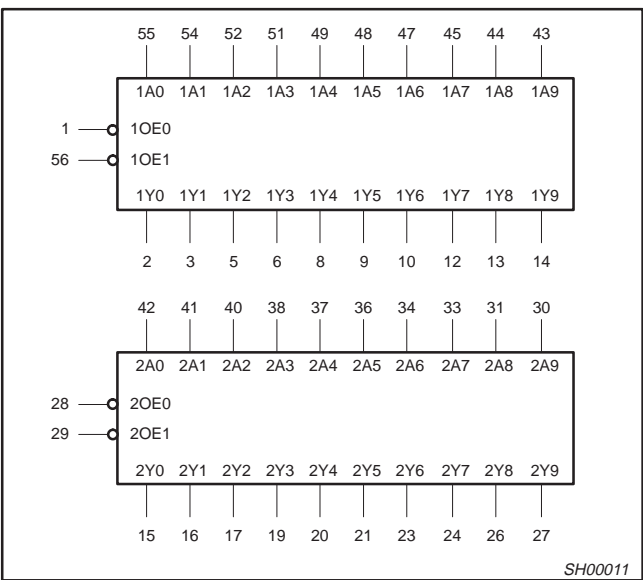 55 54 52 51 49 48 47 45 44 43
1A0 1A1 1A2 1A3 1A4 1A5 1A6 1A7 1A8 1A9
1 1OE0
56 1OE1
1Y0 1Y1 1Y2 1Y3 1Y4 1Y5 1Y6 1Y7 1Y8 1Y9
2 3 5 6 8 9 10 12 13 14
42 41 40 38 37 36 34 33 31 30
2A0 2A1 2A2 2A3 2A4 2A5 2A6 2A7 2A8 2A9
28 2OE0
29 2OE1
2Y0 2Y1 2Y2 2Y3 2Y4 2Y5 2Y6 2Y7 2Y8 2Y9
15 16 17 19 20 21 23 24 26 27
SH00011